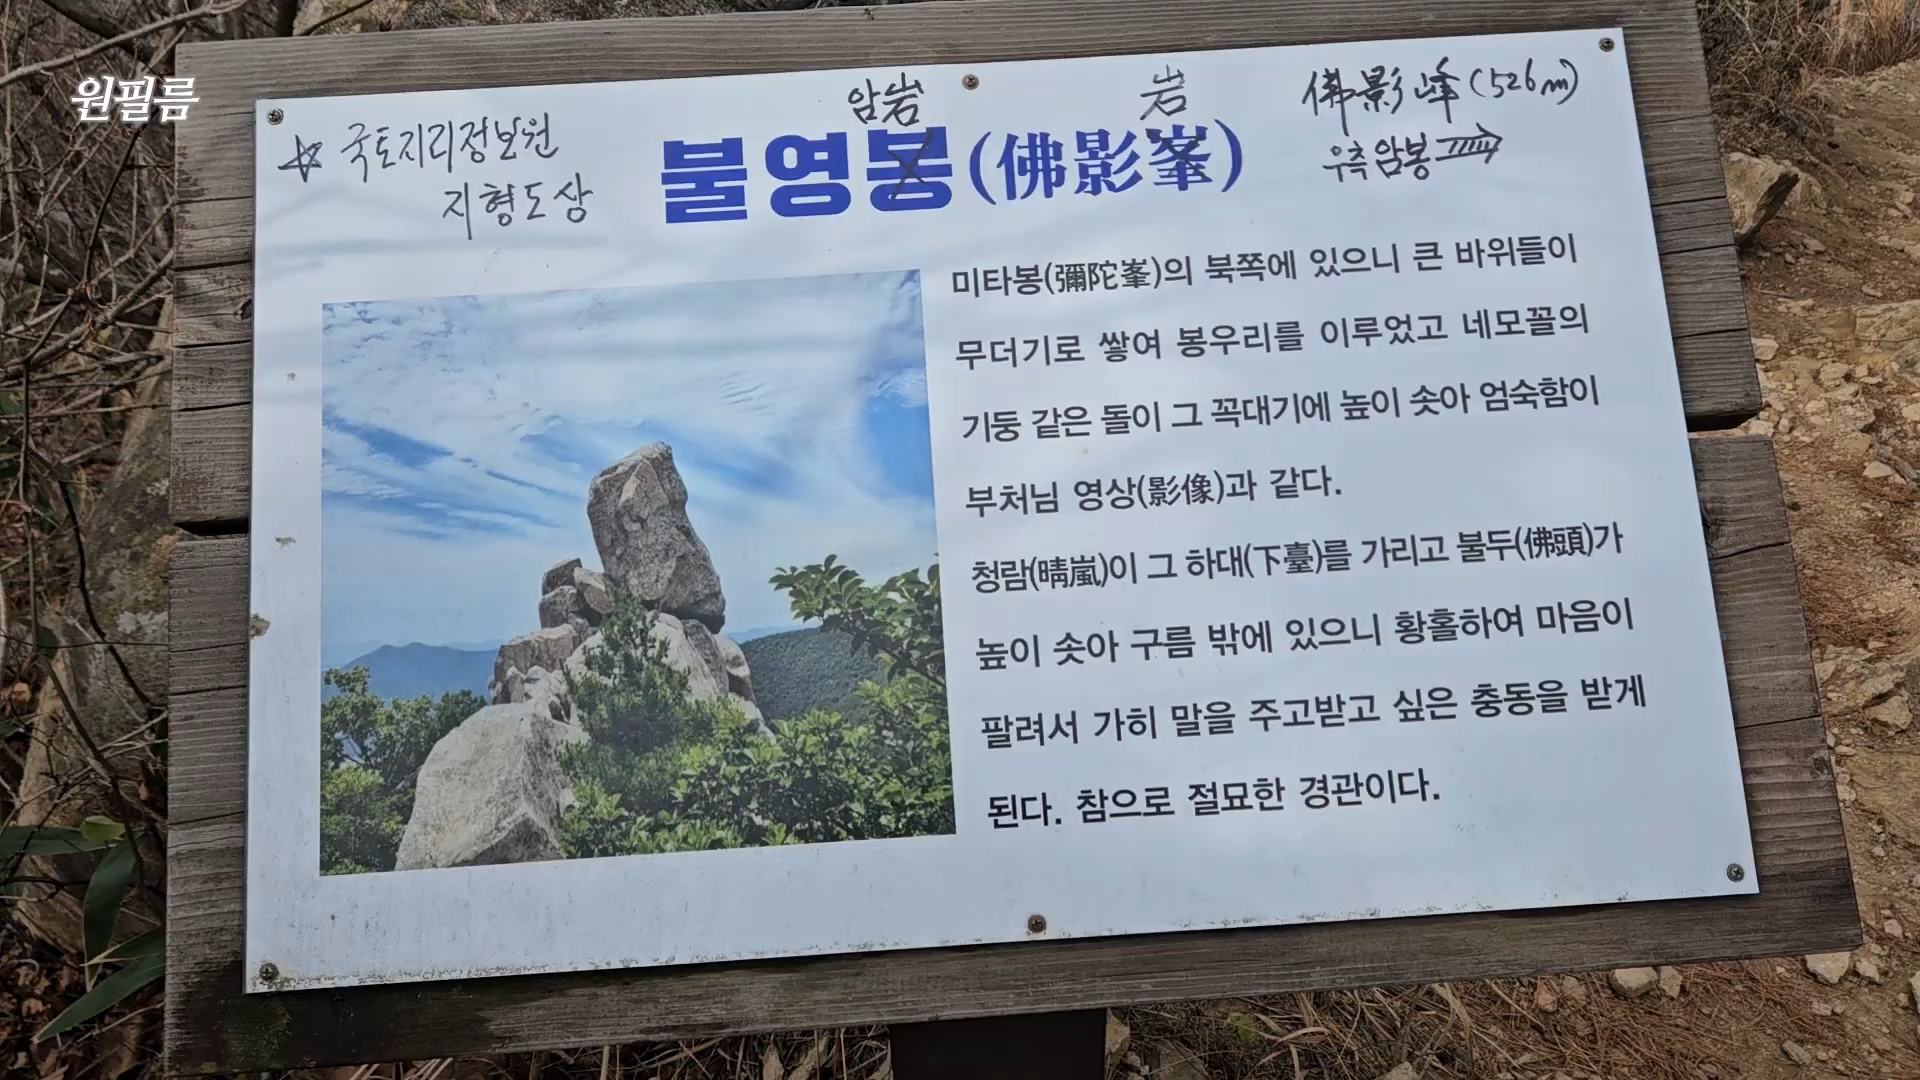 원필름
암岩 岩 佛影峰(526m)
☆ 국토지리정보원 불영봉(佛影峯) 우측암봉
지형도상
미타봉(彌陀峯)의 북쪽에 있으니 큰 바위들이
무더기로 쌓여 봉우리를 이루었고 네모꼴의
기둥 같은 돌이 그 꼭대기에 높이 솟아 엄숙함이
부처님 영상(影像)과 같다.
청람(晴嵐)이 그 하대(下臺)를 가리고 불두(佛頭)가
높이 솟아 구름 밖에 있으니 황홀하여 마음이
팔려서 가히 말을 주고받고 싶은 충동을 받게
된다. 참으로 절묘한 경관이다.